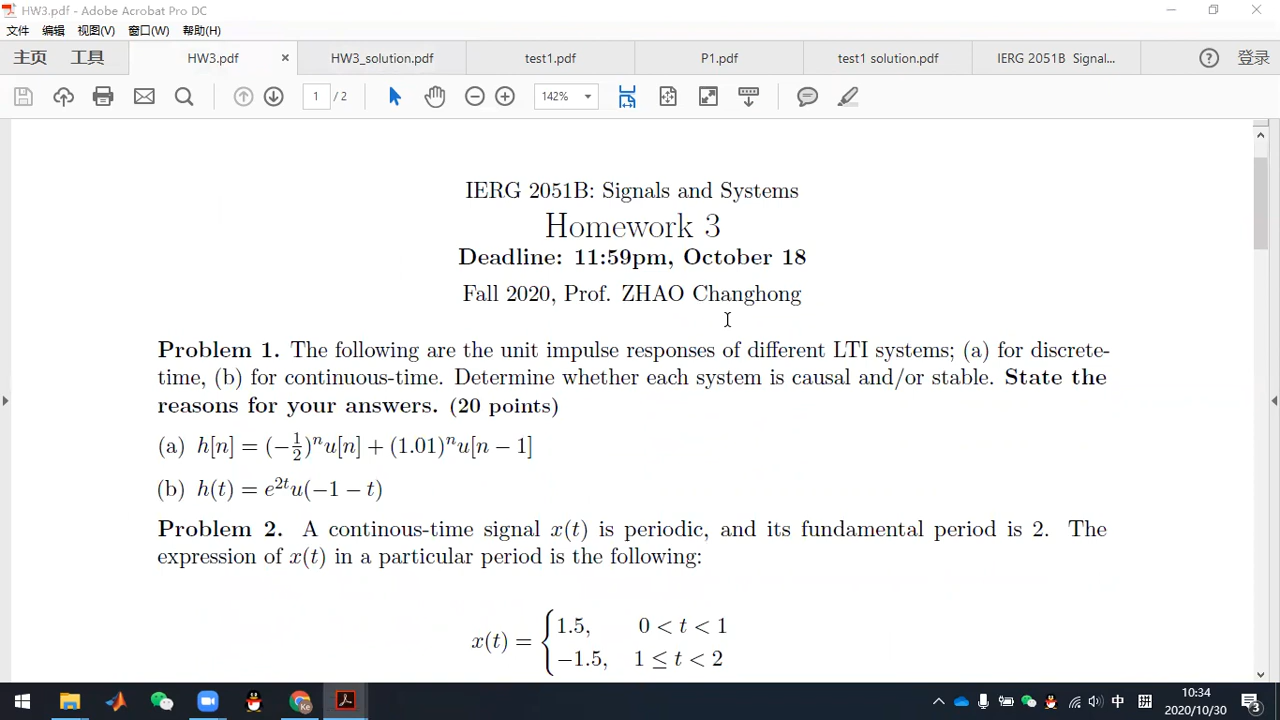 HW3.pdf - Adobe Acrobat Pro DC
文件 编辑 视图(V) 窗口(W) 帮助(H)
主页 工具 HW3.pdf × HW3_solution.pdf test1.pdf P1.pdf test1 solution.pdf IERG 2051B Signal... ? 登录
1 / 2 142%
IERG 2051B: Signals and Systems
Homework 3
Deadline: 11:59pm, October 18
Fall 2020, Prof. ZHAO Changhong
Problem 1. The following are the unit impulse responses of different LTI systems; (a) for discrete-
time, (b) for continuous-time. Determine whether each system is causal and/or stable. State the
reasons for your answers. (20 points)
(a) h[n] = (−1/2)^n u[n] + (1.01)^n u[n − 1]
(b) h(t) = e^{2t} u(−1 − t)
Problem 2. A continous-time signal x(t) is periodic, and its fundamental period is 2. The
expression of x(t) in a particular period is the following:
x(t) = { 1.5, 0 < t < 1
−1.5, 1 ≤ t < 2
中 拼 10:34
2020/10/30 3